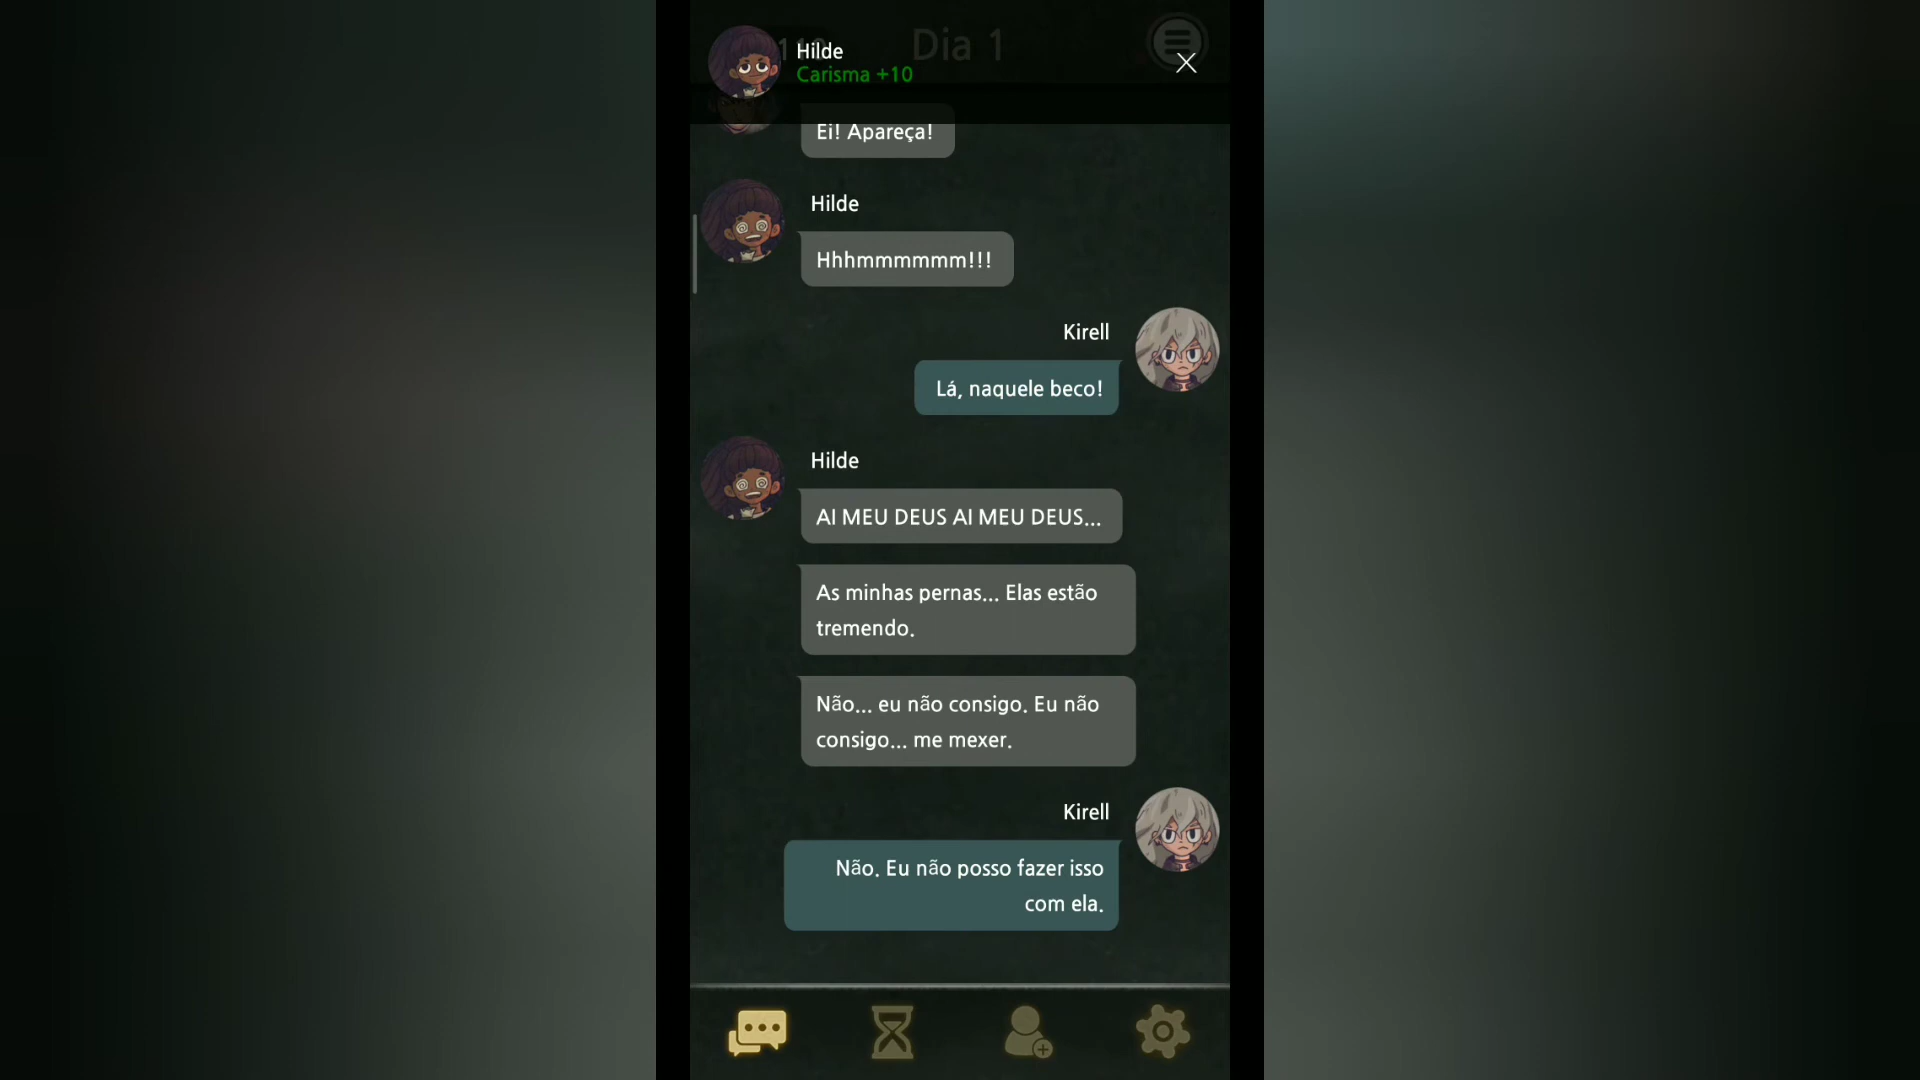 Dia 1
Hilde
Carisma +10
Ei! Apareça!
Hilde
Hhhmmmmmm!!!
Kirell
Lá, naquele beco!
Hilde
AI MEU DEUS AI MEU DEUS...
As minhas pernas... Elas estão
tremendo.
Não... eu não consigo. Eu não
consigo... me mexer.
Kirell
Não. Eu não posso fazer isso
com ela.